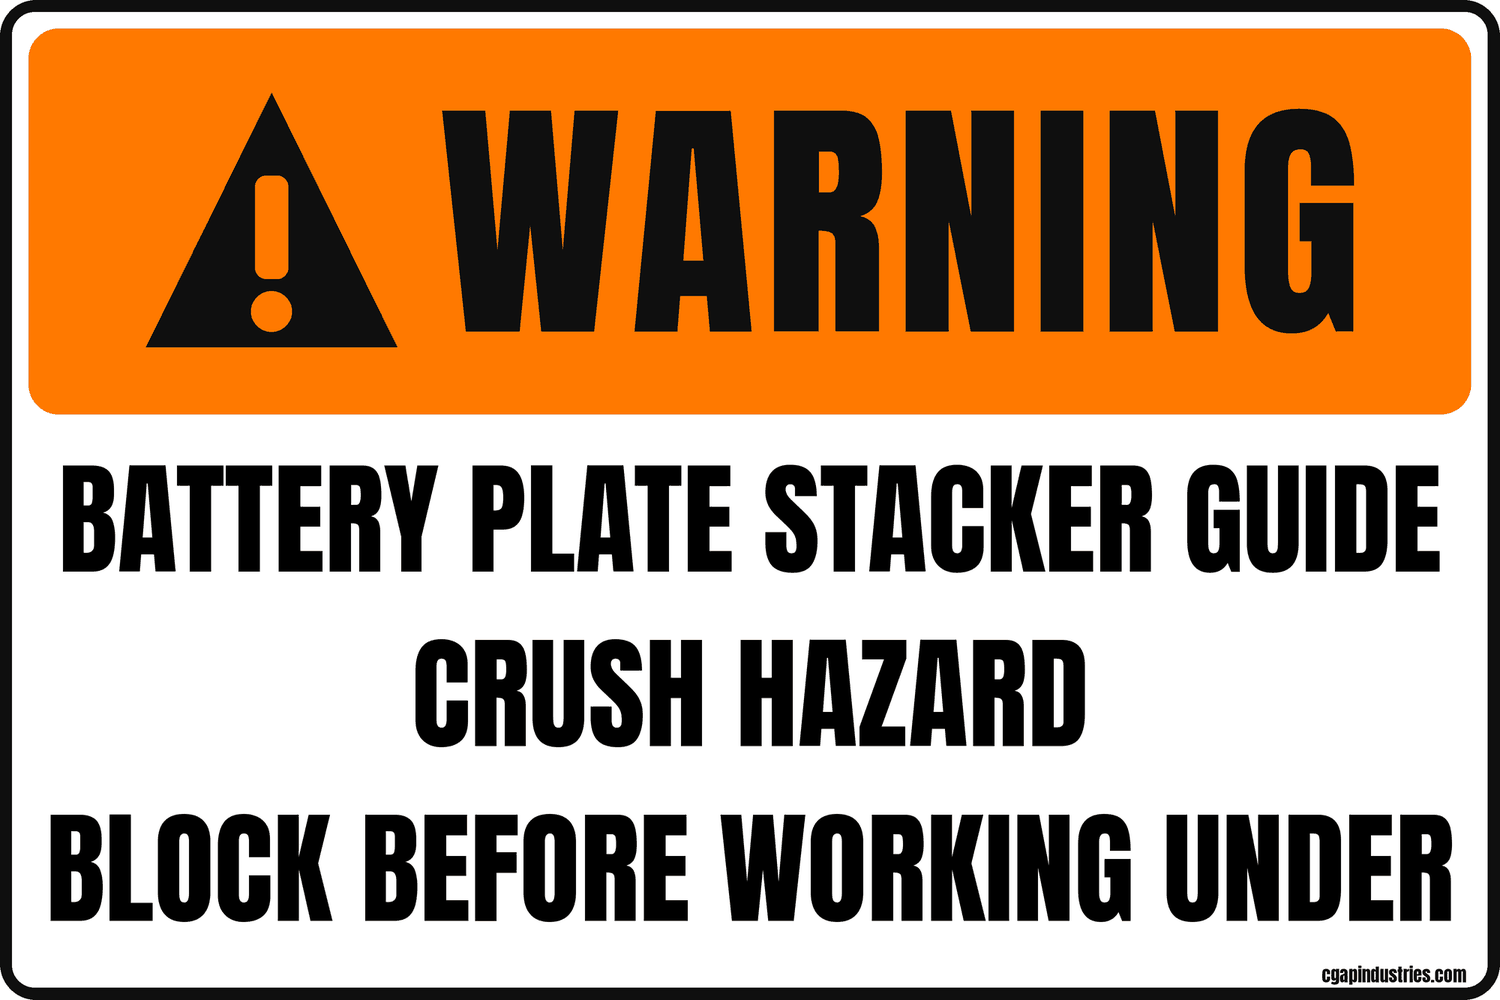 WARNING
BATTERY PLATE STACKER GUIDE
CRUSH HAZARD
BLOCK BEFORE WORKING UNDER
cgapindustries.com